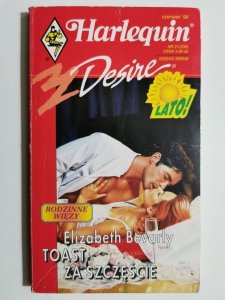 Harlequin
Desire
LATO!
RODZINNE
WIĘZY
Elizabeth Bevarly
TOAST
ZA SZCZĘŚCIE